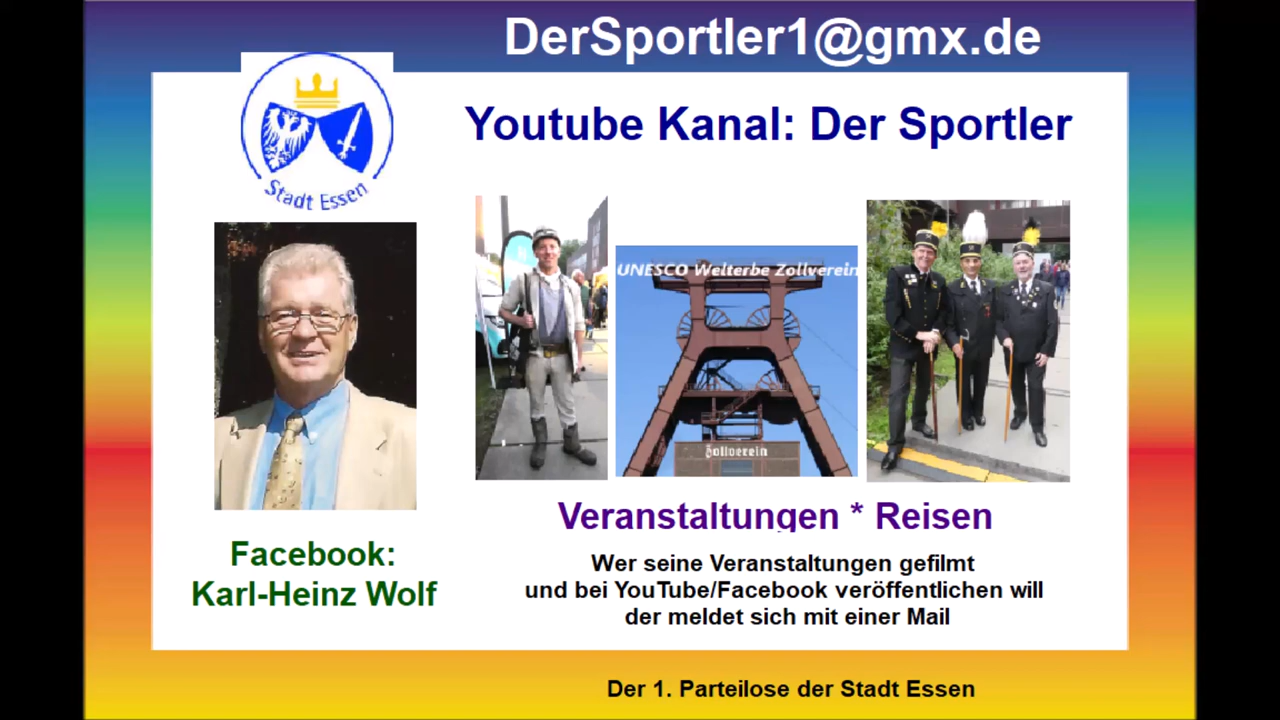 DerSportler1@gmx.de
Youtube Kanal: Der Sportler
Stadt Essen
UNESCO Welterbe Zollverein
Zollverein
Veranstaltungen * Reisen
Facebook:
Karl-Heinz Wolf
Wer seine Veranstaltungen gefilmt
und bei YouTube/Facebook veröffentlichen will
der meldet sich mit einer Mail
Der 1. Parteilose der Stadt Essen